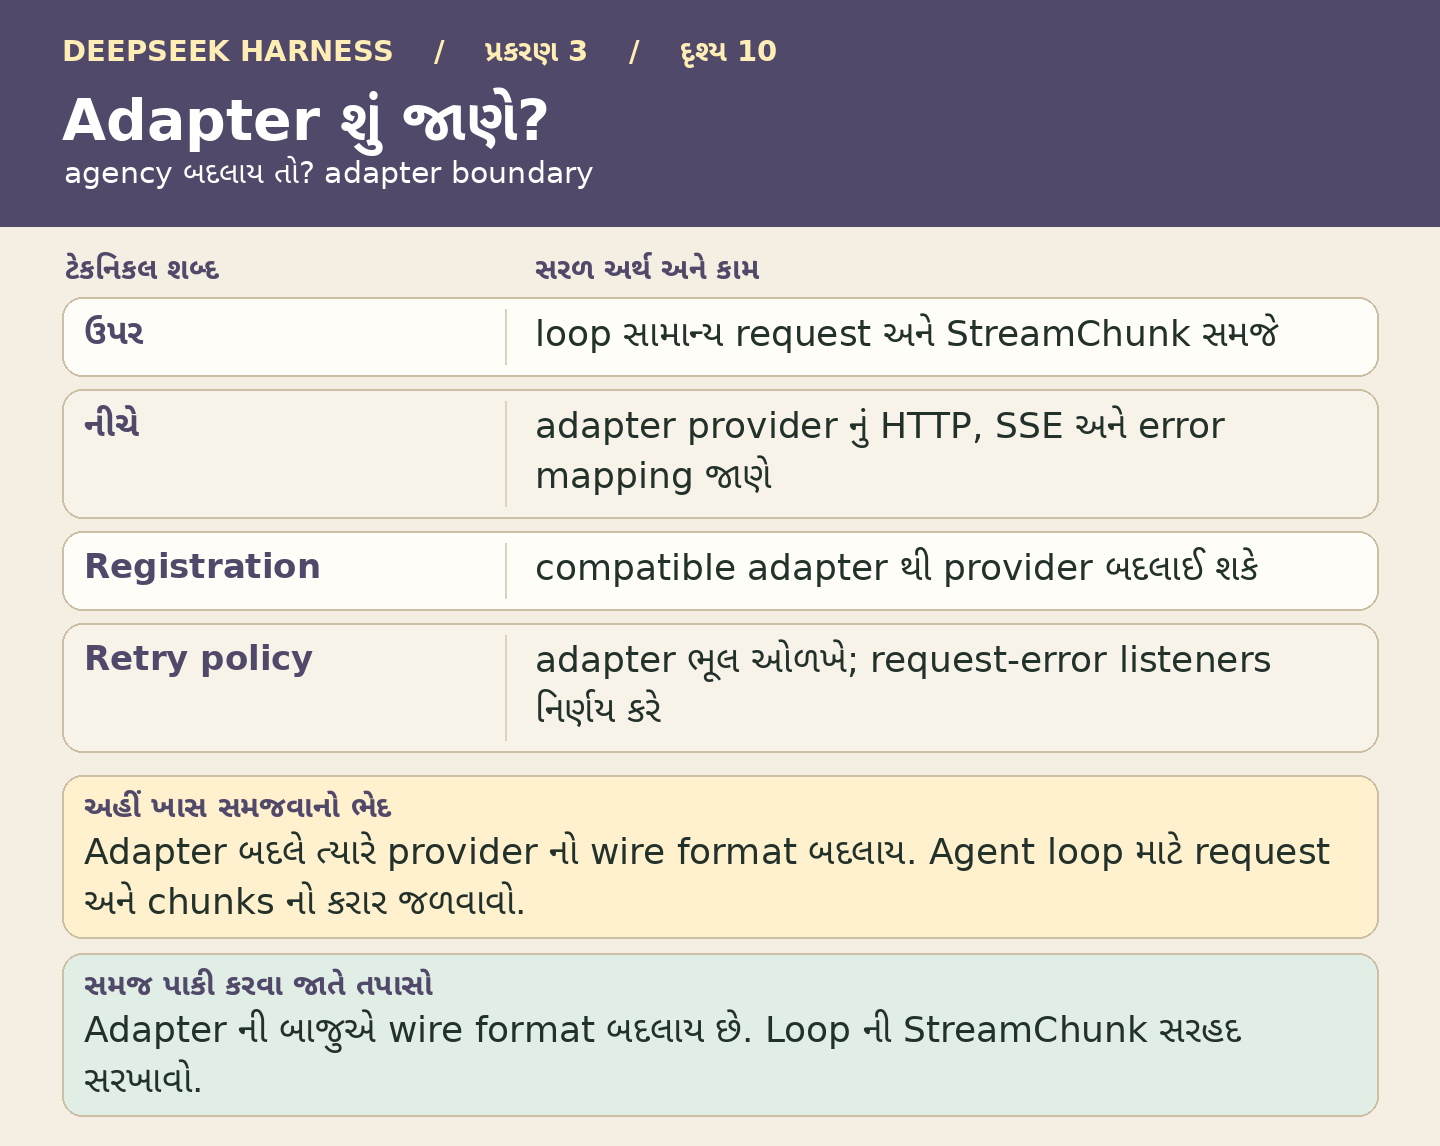 DEEPSEEK HARNESS / પ્રકરણ 3 / દૃશ્ય 10
Adapter શું જાણે?
agency બદલાય તો? adapter boundary
ટેકનિકલ શબ્દ
સરળ અર્થ અને કામ
ઉપર
loop સામાન્ય request અને StreamChunk સમજે
નીચે
adapter provider નું HTTP, SSE અને error
mapping જાણે
Registration
compatible adapter થી provider બદલાઈ શકે
Retry policy
adapter ભૂલ ઓળખે; request-error listeners
નિર્ણય કરે
અહીં ખાસ સમજવાનો ભેદ
Adapter બદલે ત્યારે provider નો wire format બદલાય. Agent loop માટે request
અને chunks નો કરાર જળવાવો.
સમજ પાકી કરવા જાતે તપાસો
Adapter ની બાજુએ wire format બદલાય છે. Loop ની StreamChunk સરહદ
સરખાવો.